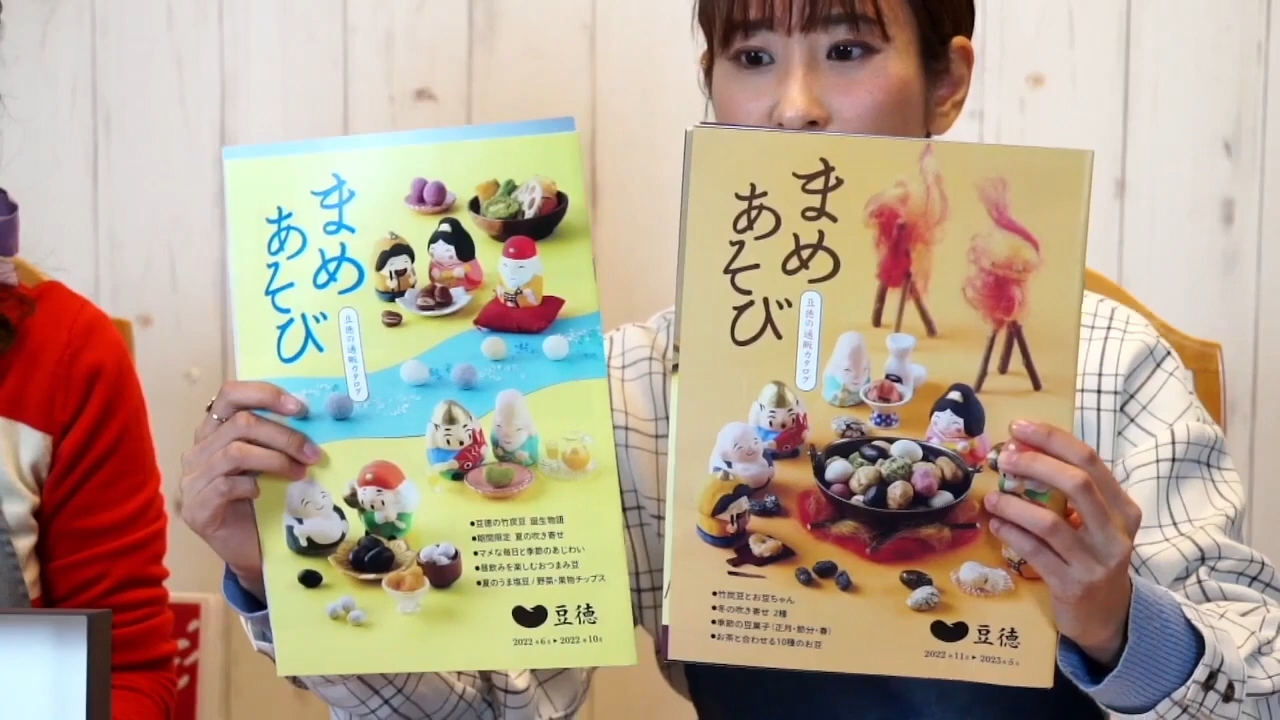 まめ
あそび
豆徳の通販カタログ
●豆徳の竹炭豆 誕生物語
●期間限定 夏の吹き寄せ
●マメな毎日と季節のあじわい
●昼飲みを楽しむおつまみ豆
●夏のうま塩豆/野菜・果物チップス
豆徳
2022年6月▶2022年10月
まめ
あそび
豆徳の通販カタログ
●竹炭豆とお豆ちゃん
●冬の吹き寄せ 2種
●季節の豆菓子(正月・節分・春)
●お茶と合わせる10種のお豆
豆徳
2022年11月▶2023年5月